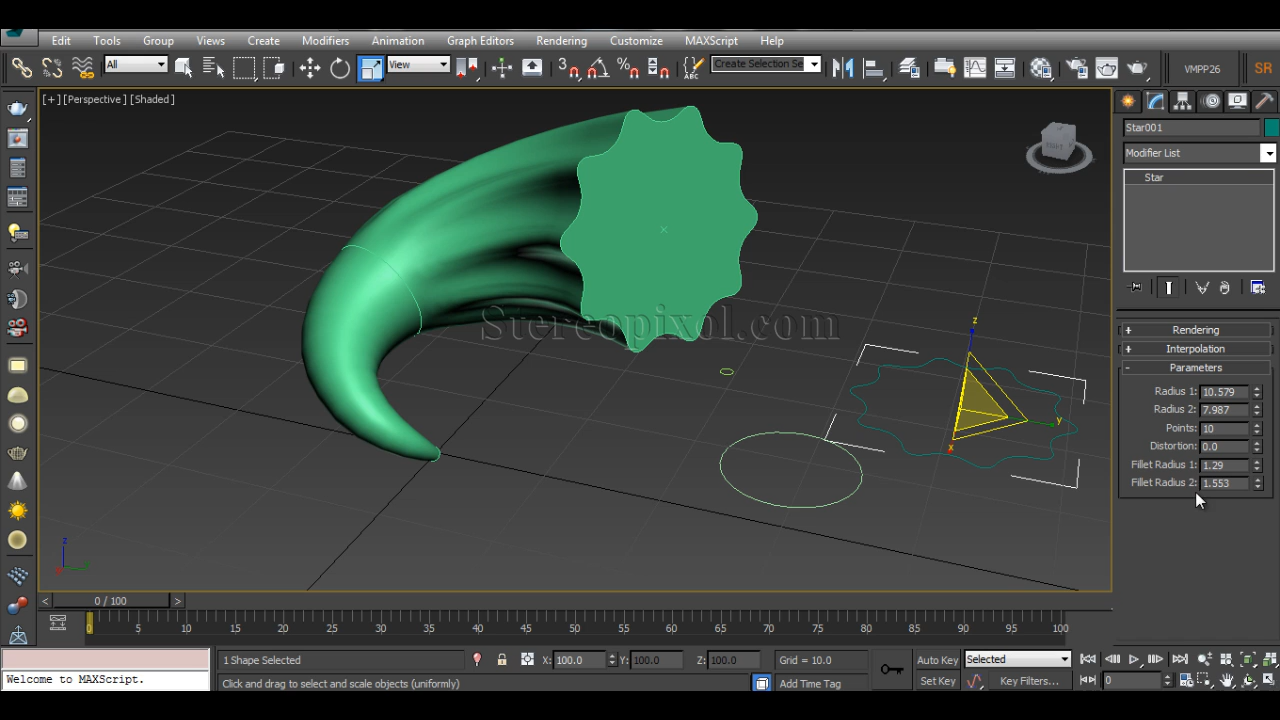 Edit Tools Group Views Create Modifiers Animation Graph Editors Rendering Customize MAXScript Help
All View 3 Create Selection Se VMPP26 SR
[+] [Perspective ] [Shaded ]
Star001
Modifier List
Star
Stereopixol.com
Rendering
Interpolation
Parameters
Radius 1: 10.579
Radius 2: 7.987
Points: 10
Distortion: 0.0
Fillet Radius 1: 1.29
Fillet Radius 2: 1.553
z
y
x
z
< 0 / 100 >
0 5 10 15 20 25 30 35 40 45 50 55 60 65 70 75 80 85 90 95 100
1 Shape Selected X: 100.0 Y: 100.0 Z: 100.0 Grid = 10.0 Auto Key Selected
Welcome to MAXScript. Click and drag to select and scale objects (uniformly) Add Time Tag Set Key Key Filters... 0